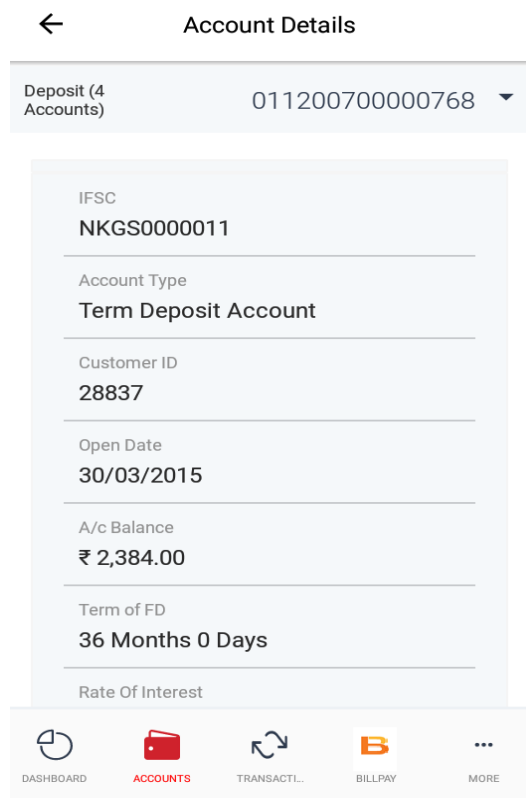 Account Details
Deposit (4
Accounts)
011200700000768
IFSC
NKGS0000011
Account Type
Term Deposit Account
Customer ID
28837
Open Date
30/03/2015
A/c Balance
₹ 2,384.00
Term of FD
36 Months 0 Days
Rate Of Interest
DASHBOARD
ACCOUNTS
TRANSACTI...
B
BILLPAY
MORE